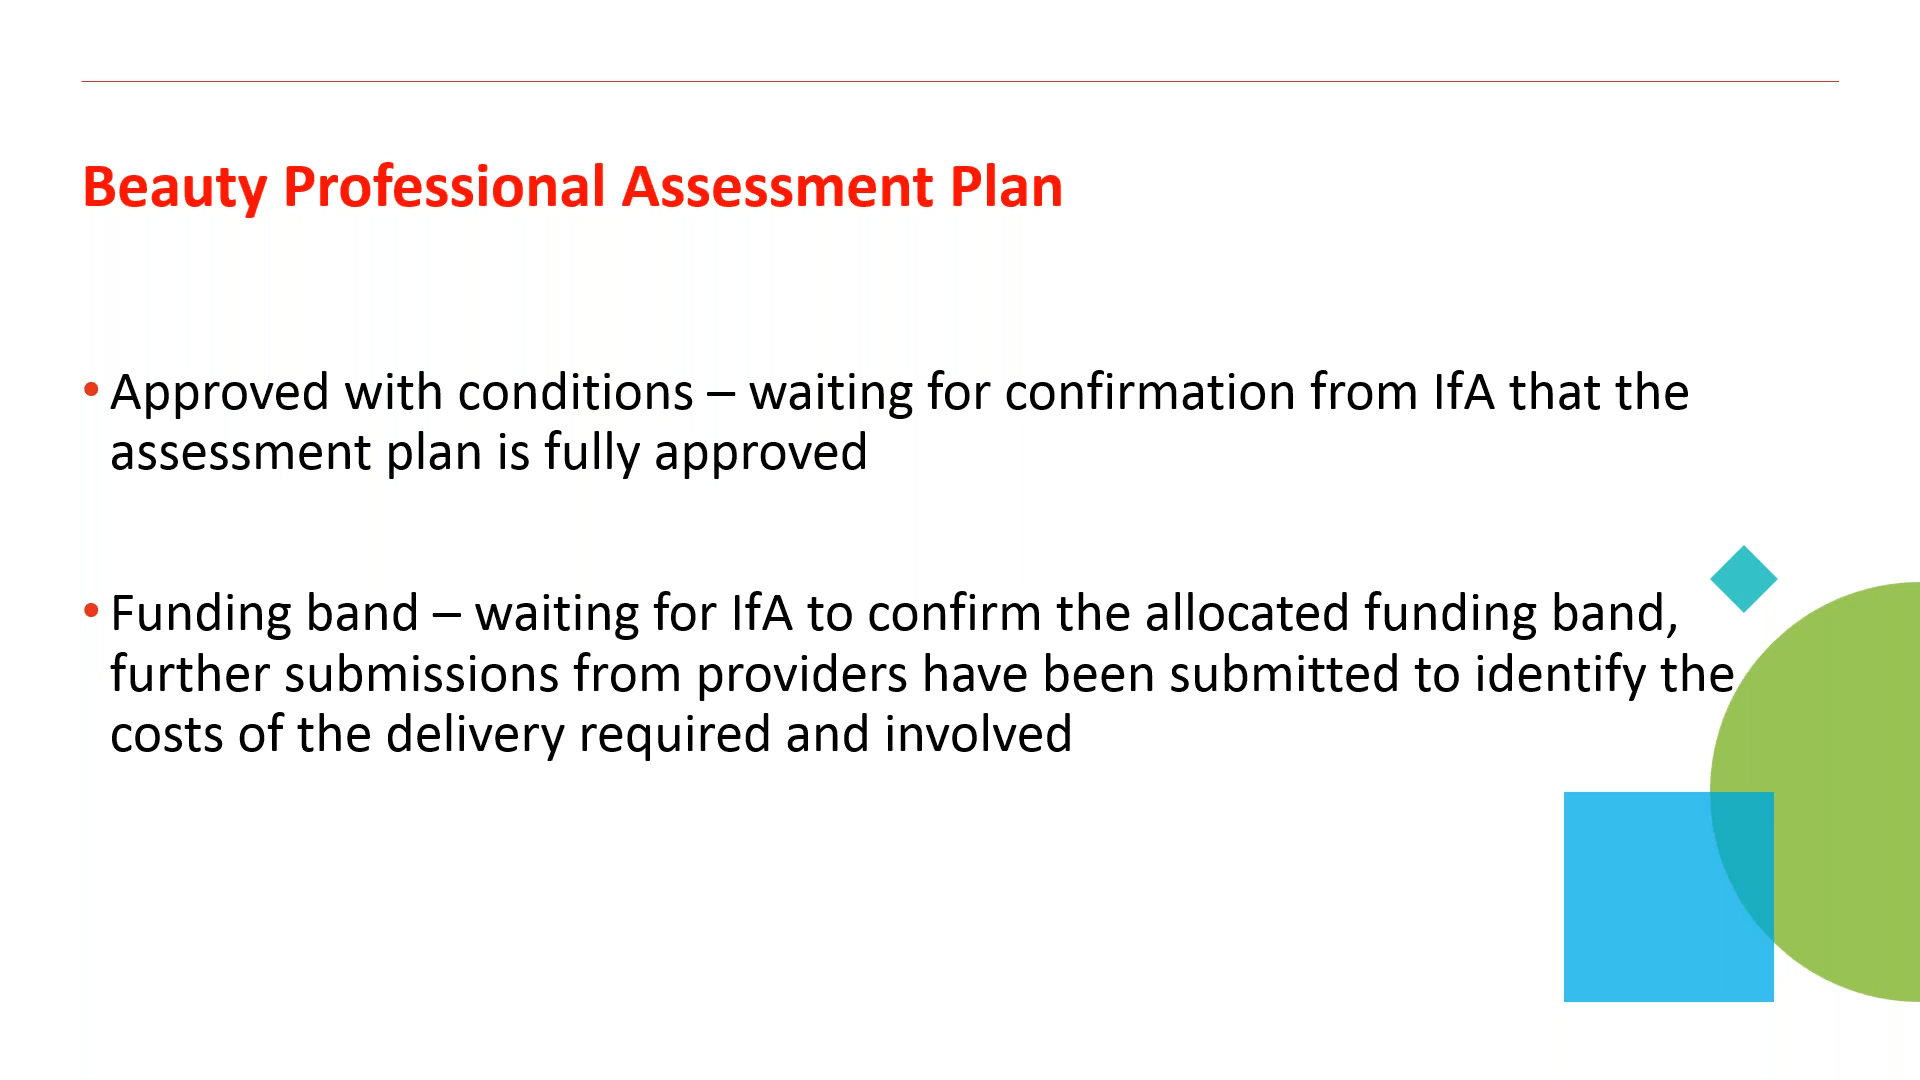 Beauty Professional Assessment Plan
• Approved with conditions – waiting for confirmation from IfA that the
assessment plan is fully approved
• Funding band – waiting for IfA to confirm the allocated funding band,
further submissions from providers have been submitted to identify the
costs of the delivery required and involved